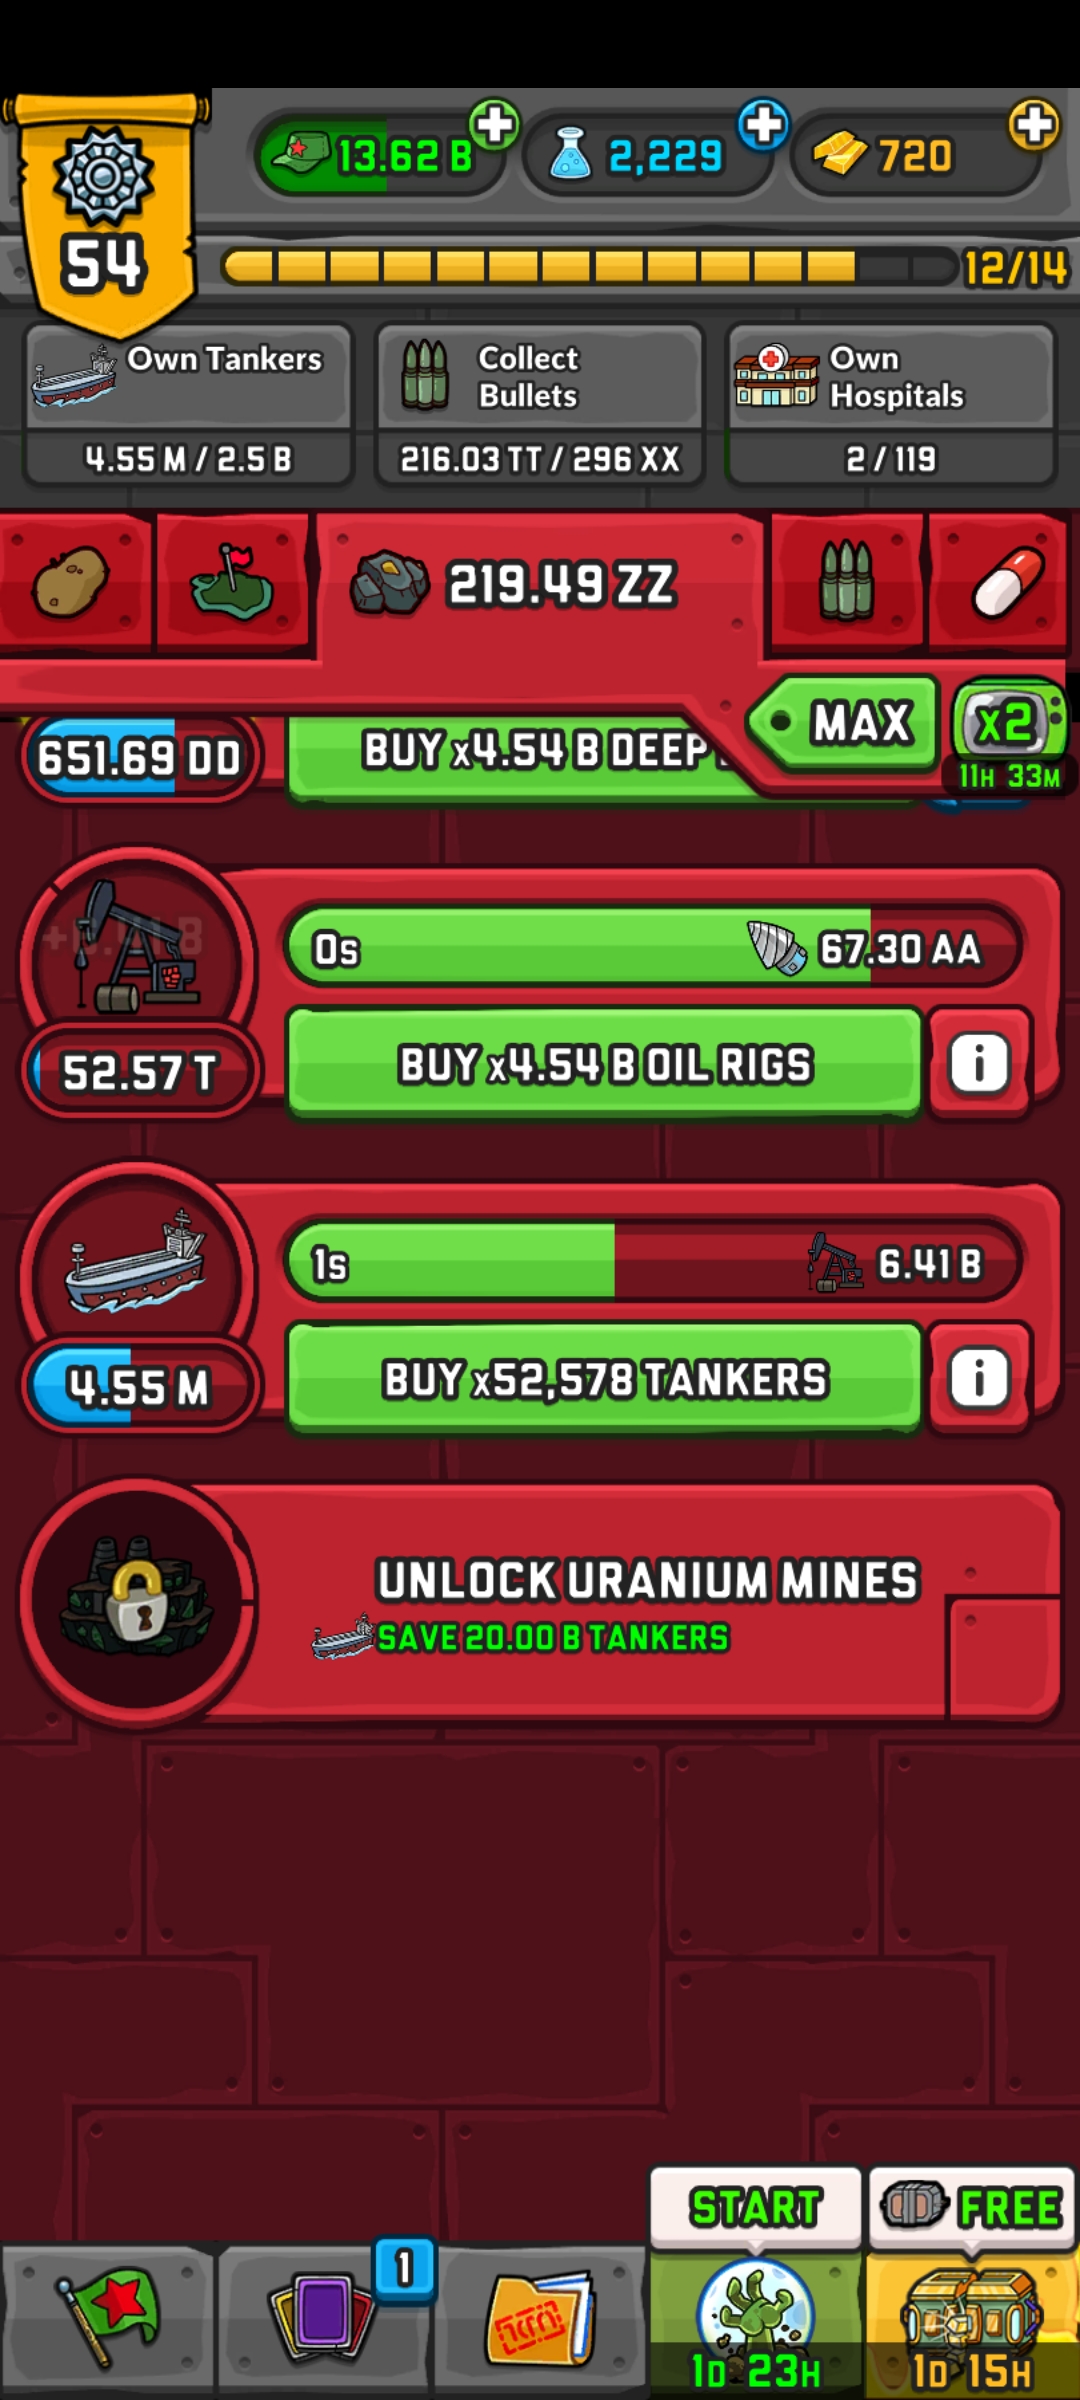 13.62 B
2,229
720
54
12/14
Own Tankers
4.55 M / 2.5 B
Collect
Bullets
216.03 TT / 296 XX
Own
Hospitals
2 / 119
219.49 ZZ
MAX
x2
11H 33M
651.69 DD
BUY x4.54 B DEEP
0s
67.30 AA
52.57 T
BUY x4.54 B OIL RIGS
i
1s
6.41 B
4.55 M
BUY x52,578 TANKERS
i
UNLOCK URANIUM MINES
SAVE 20.00 B TANKERS
START
FREE
1
1D 23H
1D 15H